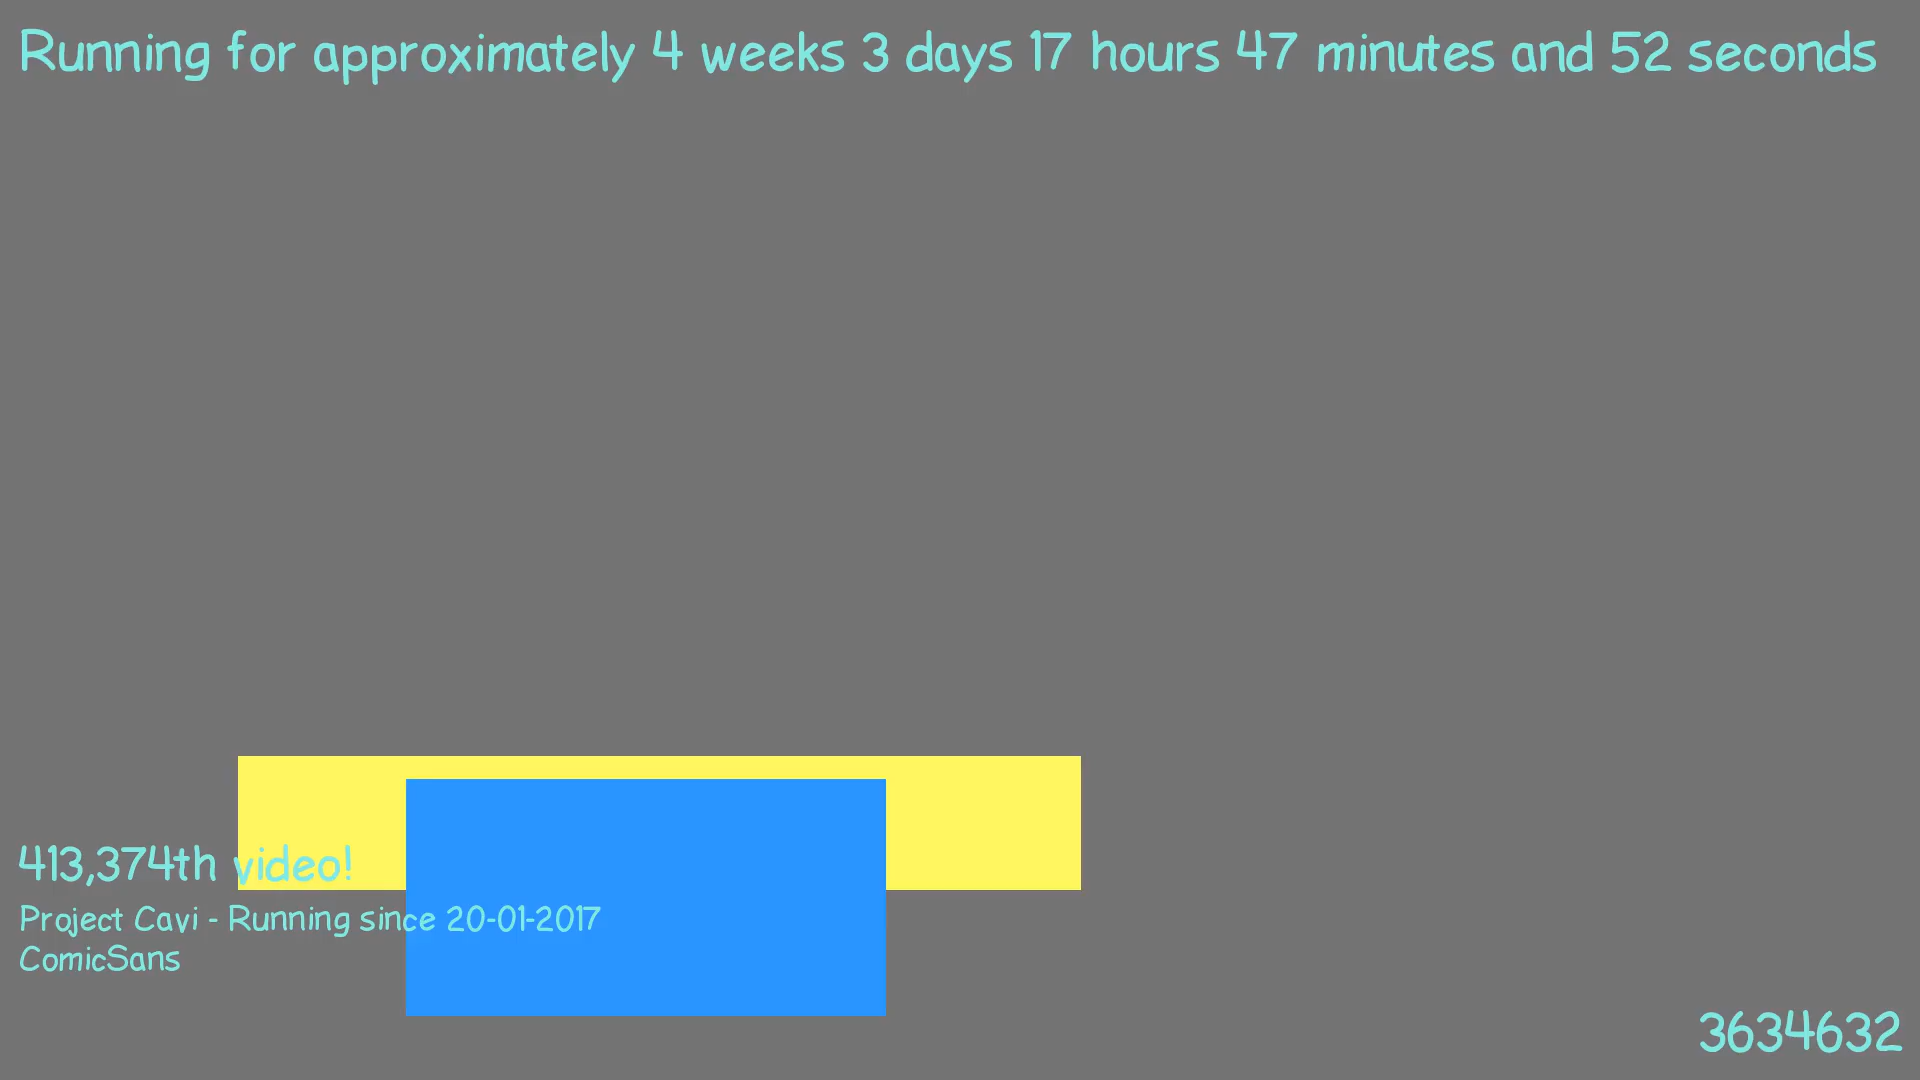 Running for approximately 4 weeks 3 days 17 hours 47 minutes and 52 seconds
413,374th video!
Project Cavi - Running since 20-01-2017
ComicSans
3634632